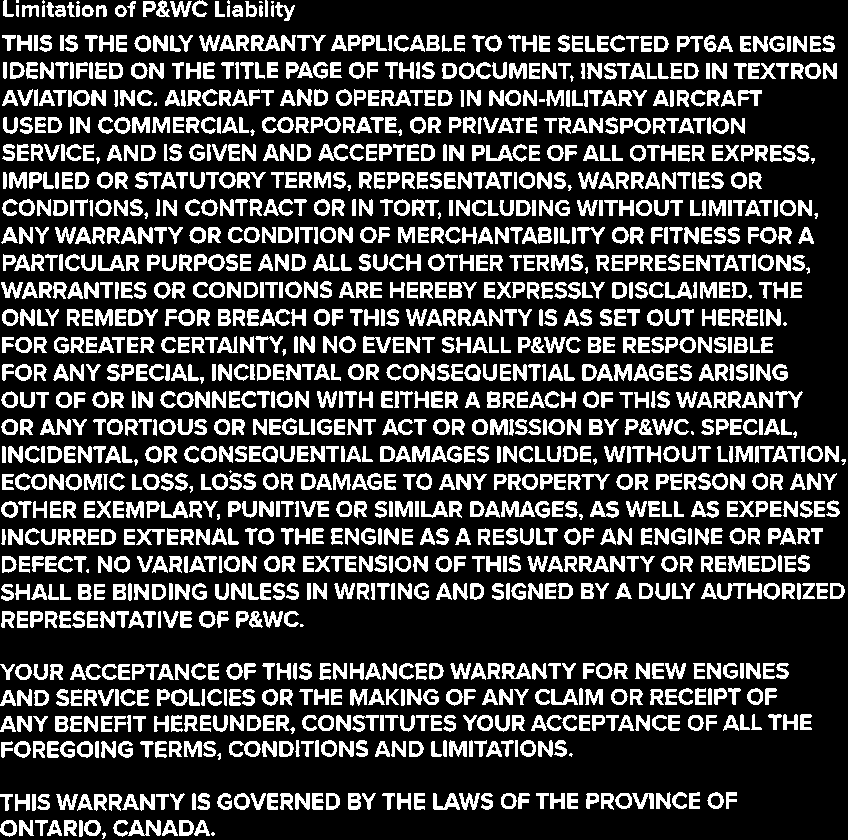 Limitation of P&WC Liability
THIS IS THE ONLY WARRANTY APPLICABLE TO THE SELECTED PT6A ENGINES
IDENTIFIED ON THE TITLE PAGE OF THIS DOCUMENT, INSTALLED IN TEXTRON
AVIATION INC. AIRCRAFT AND OPERATED IN NON-MILITARY AIRCRAFT
USED IN COMMERCIAL, CORPORATE, OR PRIVATE TRANSPORTATION
SERVICE, AND IS GIVEN AND ACCEPTED IN PLACE OF ALL OTHER EXPRESS,
IMPLIED OR STATUTORY TERMS, REPRESENTATIONS, WARRANTIES OR
CONDITIONS, IN CONTRACT OR IN TORT, INCLUDING WITHOUT LIMITATION,
ANY WARRANTY OR CONDITION OF MERCHANTABILITY OR FITNESS FOR A
PARTICULAR PURPOSE AND ALL SUCH OTHER TERMS, REPRESENTATIONS,
WARRANTIES OR CONDITIONS ARE HEREBY EXPRESSLY DISCLAIMED. THE
ONLY REMEDY FOR BREACH OF THIS WARRANTY IS AS SET OUT HEREIN.
FOR GREATER CERTAINTY, IN NO EVENT SHALL P&WC BE RESPONSIBLE
FOR ANY SPECIAL, INCIDENTAL OR CONSEQUENTIAL DAMAGES ARISING
OUT OF OR IN CONNECTION WITH EITHER A BREACH OF THIS WARRANTY
OR ANY TORTIOUS OR NEGLIGENT ACT OR OMISSION BY P&WC. SPECIAL,
INCIDENTAL, OR CONSEQUENTIAL DAMAGES INCLUDE, WITHOUT LIMITATION,
ECONOMIC LOSS, LOSS OR DAMAGE TO ANY PROPERTY OR PERSON OR ANY
OTHER EXEMPLARY, PUNITIVE OR SIMILAR DAMAGES, AS WELL AS EXPENSES
INCURRED EXTERNAL TO THE ENGINE AS A RESULT OF AN ENGINE OR PART
DEFECT. NO VARIATION OR EXTENSION OF THIS WARRANTY OR REMEDIES
SHALL BE BINDING UNLESS IN WRITING AND SIGNED BY A DULY AUTHORIZED
REPRESENTATIVE OF P&WC.
YOUR ACCEPTANCE OF THIS ENHANCED WARRANTY FOR NEW ENGINES
AND SERVICE POLICIES OR THE MAKING OF ANY CLAIM OR RECEIPT OF
ANY BENEFIT HEREUNDER, CONSTITUTES YOUR ACCEPTANCE OF ALL THE
FOREGOING TERMS, CONDITIONS AND LIMITATIONS.
THIS WARRANTY IS GOVERNED BY THE LAWS OF THE PROVINCE OF
ONTARIO, CANADA.